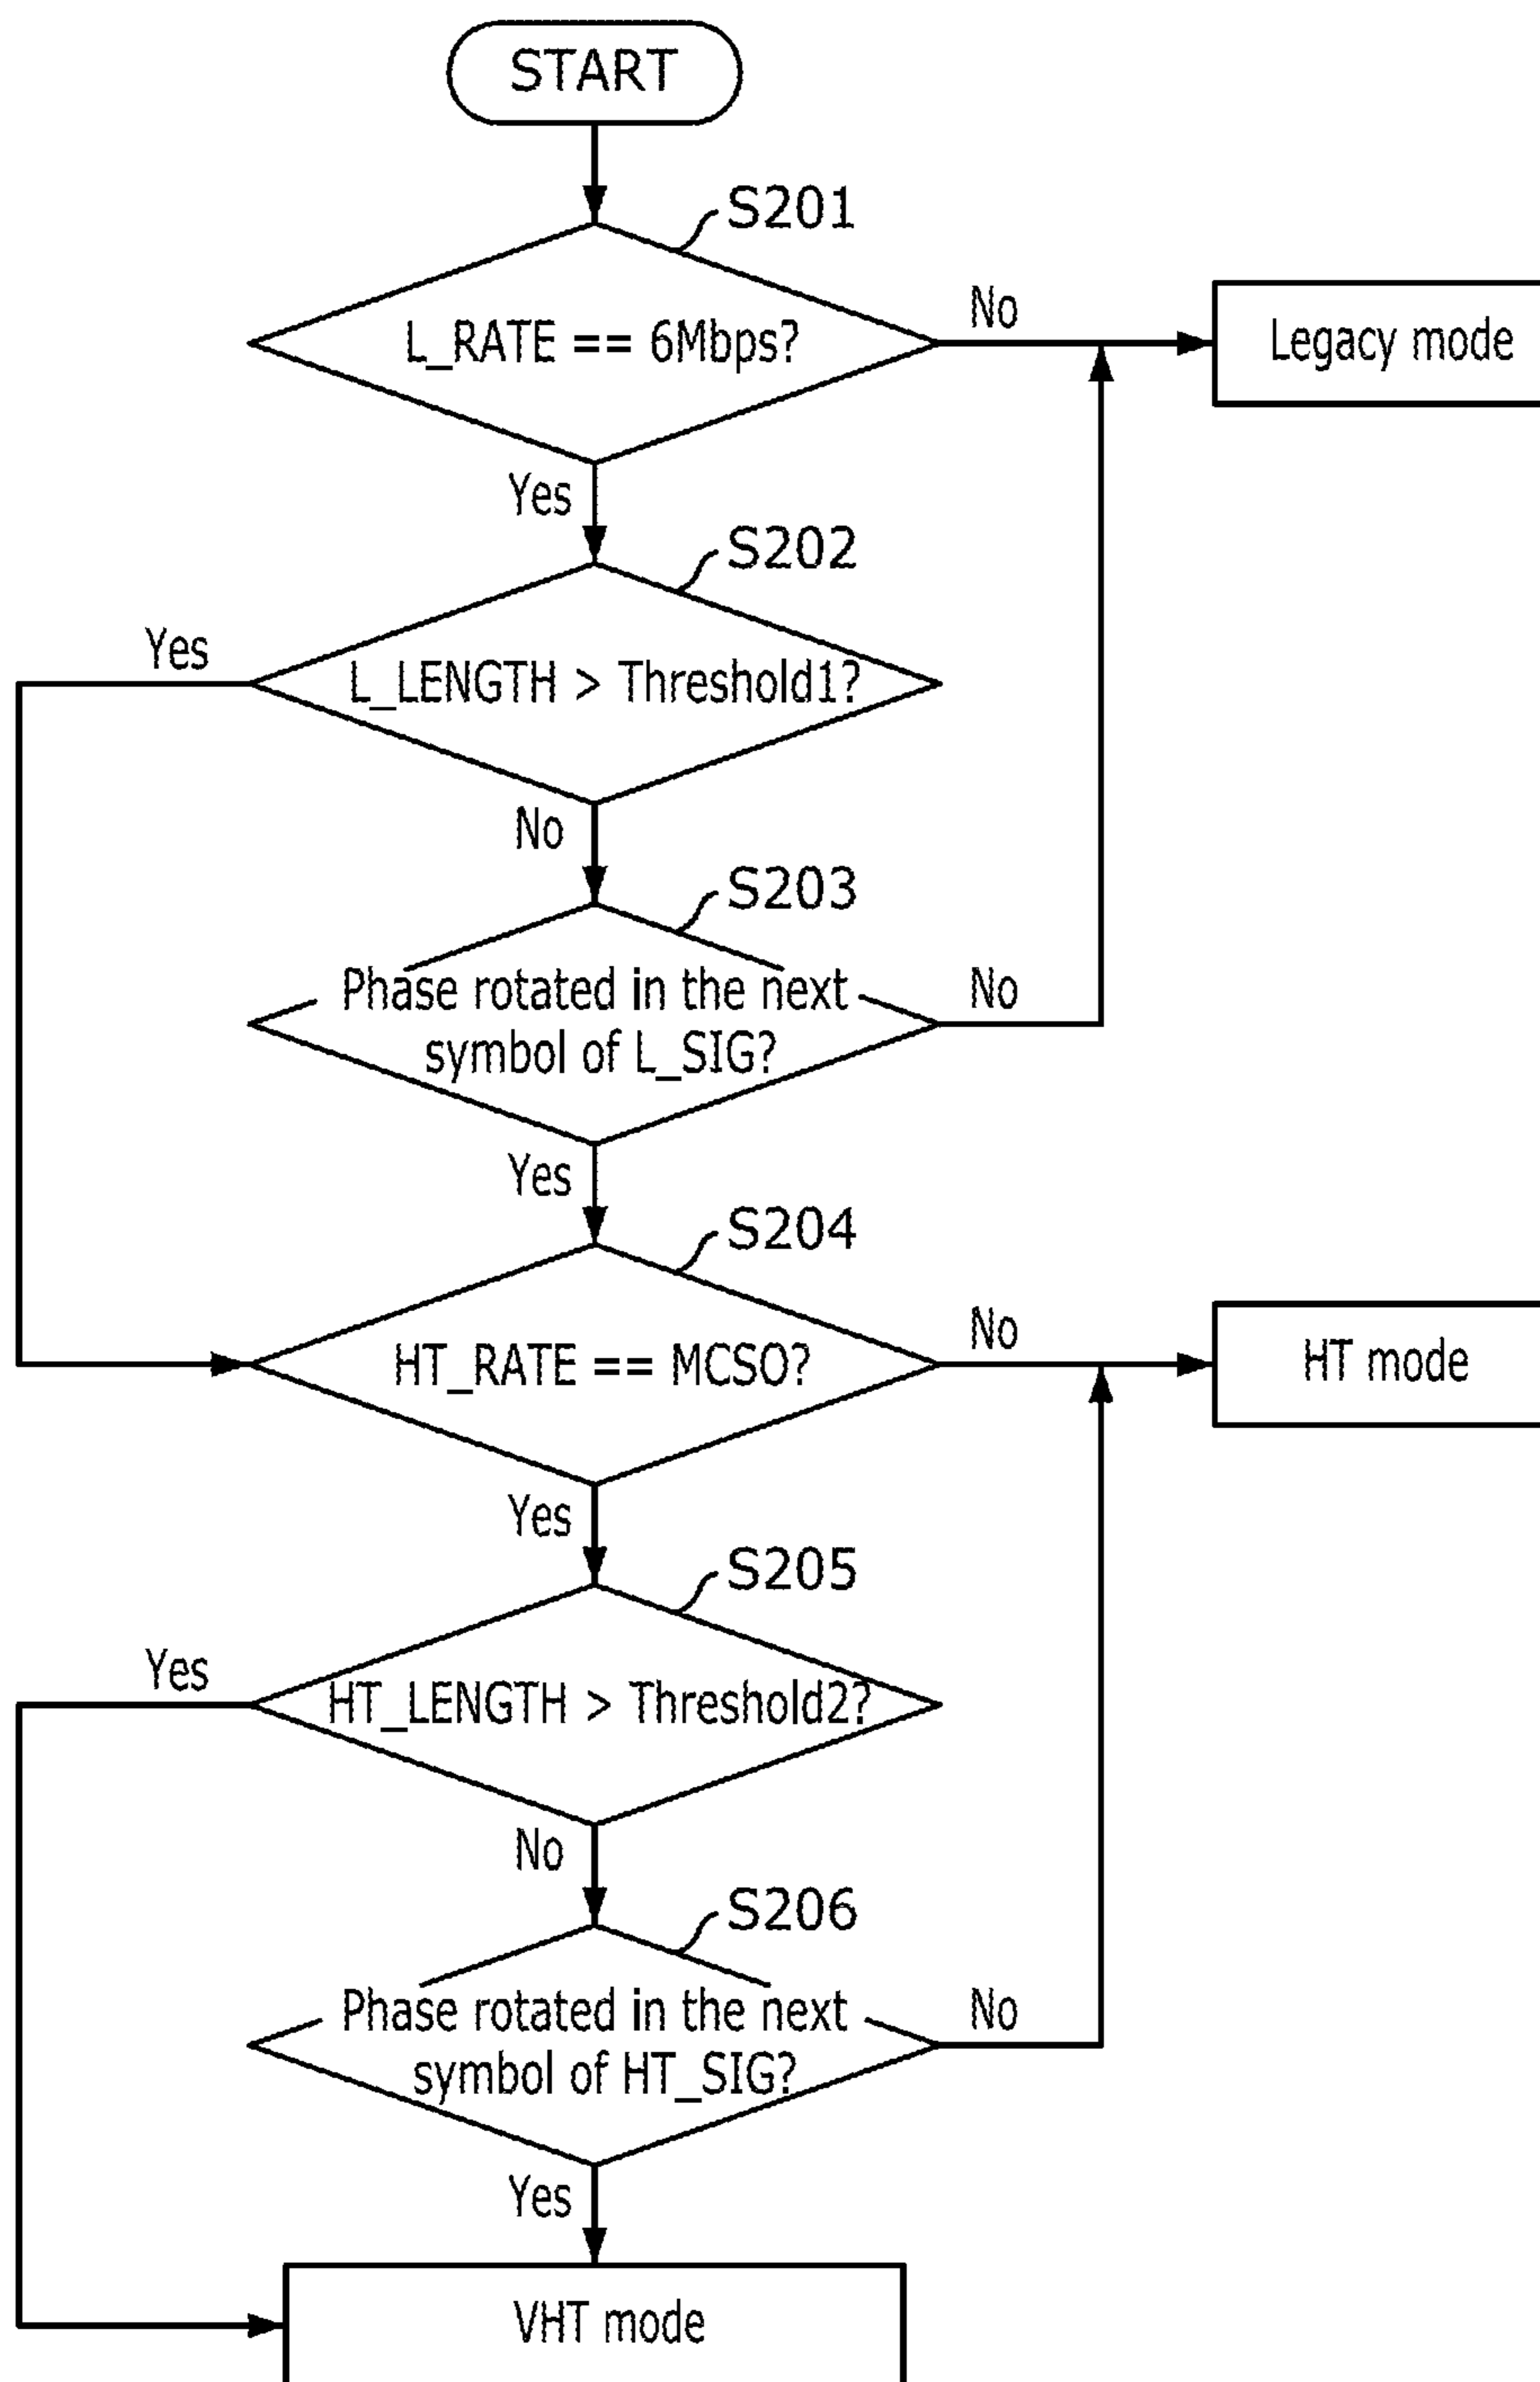 START
S201
L_RATE == 6Mbps?
No
Legacy mode
Yes
S202
Yes
L_LENGTH > Threshold1?
No
S203
Phase rotated in the next
symbol of L_SIG?
No
Yes
S204
HT_RATE == MCSO?
No
HT mode
Yes
S205
Yes
HT_LENGTH > Threshold2?
No
S206
Phase rotated in the next
symbol of HT_SIG?
No
Yes
VHT mode